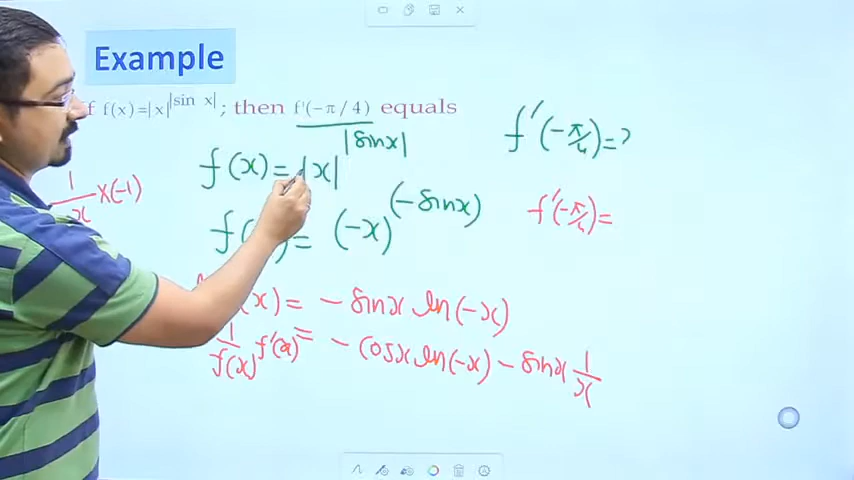 Example
f f(x)=|x|^|sin x| ; then f'(−π/4) equals
f(x)=|x|^|sinx|
f'(-π/4)=?
1/x ×(-1)
f( )= (-x)^(-sinx)
f'(-π/4)=
x)= - sinx ln(-x)
1/f(x) f'(x) = - cosx ln(-x) - sinx 1/x